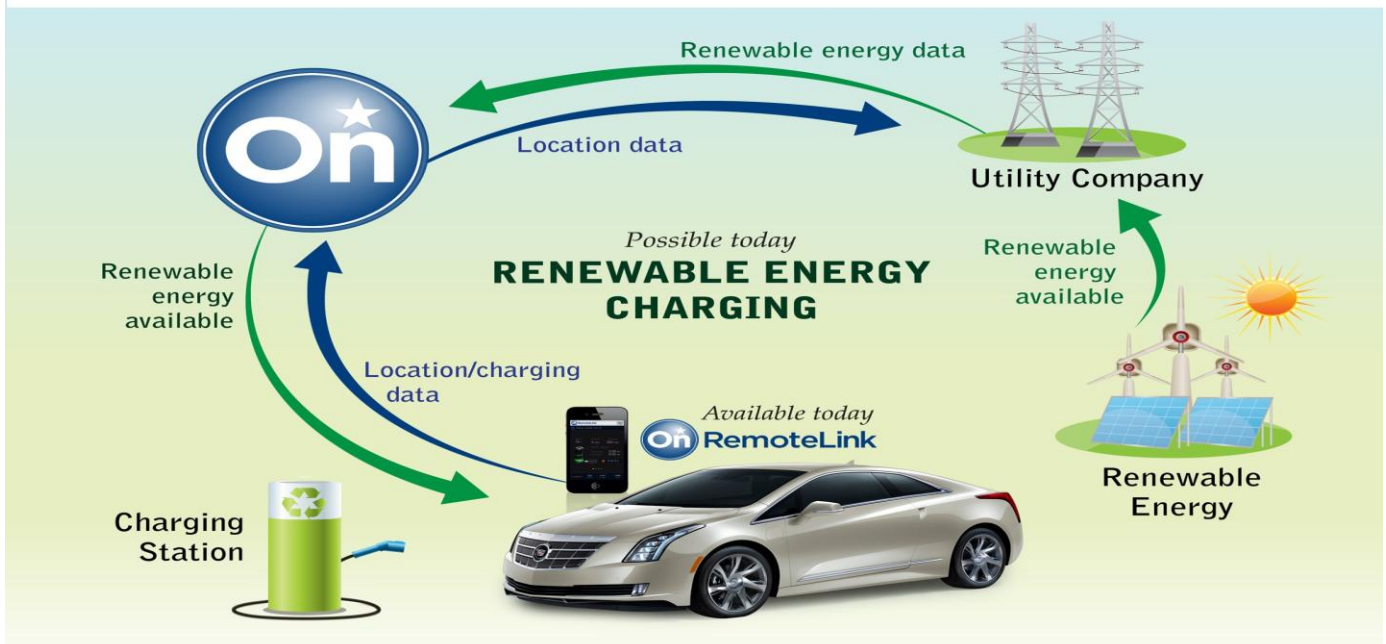 Renewable energy data
On
Location data
Utility Company
Possible today
RENEWABLE ENERGY
CHARGING
Renewable
energy
available
Renewable
energy
available
Location/charging
data
Available today
On RemoteLink
Charging
Station
Renewable
Energy